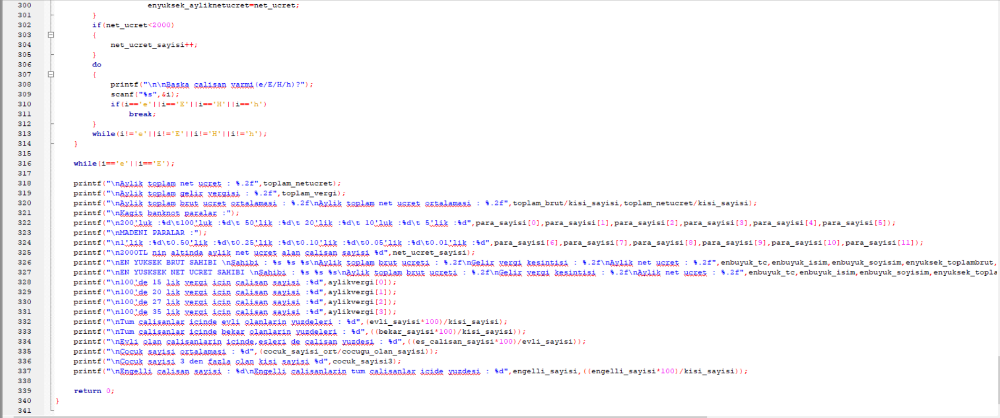 300 enyuksek_ayliknetucret=net_ucret;
301 }
302 if(net_ucret<2000)
303 {
304 net_ucret_sayisi++;
305 }
306 do
307 {
308 printf("\n\nBaska calisan varmi(e/E/H/h)?");
309 scanf("%s",&i);
310 if(i=='e'||i=='E'||i=='H'||i=='h')
311 break;
312 }
313 while(i!='e'||i!='E'||i!='H'||i!='h');
314 }
315
316 while(i=='e'||i=='E');
317
318 printf("\nAylik toplam net ucret : %.2f",toplam_netucret);
319 printf("\nAylik toplam gelir vergisi : %.2f",toplam_vergi);
320 printf("\nAylik toplam brut ucret ortalamasi : %.2f\nAylik toplam net ucret ortalamasi : %.2f",toplam_brut/kisi_sayisi,toplam_netucret/kisi_sayisi);
321 printf("\nKagit banknot paralar :");
322 printf("\n200'luk :%d\t100'luk :%d\t 50'lik :%d\t 20'lik :%d\t 10'luk :%d\t 5'lik :%d",para_sayisi[0],para_sayisi[1],para_sayisi[2],para_sayisi[3],para_sayisi[4],para_sayisi[5]);
323 printf("\nMADENI PARALAR :");
324 printf("\n1'lik :%d\t0.50'lik :%d\t0.25'lik :%d\t0.10'lik :%d\t0.05'lik :%d\t0.01'lik :%d",para_sayisi[6],para_sayisi[7],para_sayisi[8],para_sayisi[9],para_sayisi[10],para_sayisi[11]);
325 printf("\n2000TL nin altinda aylik net ucret alan calisan sayisi %d",net_ucret_sayisi);
326 printf("\nEN YUKSEK BRUT SAHIBI \nSahibi : %s %s %s\nAylik toplam brut ucreti : %.2f\nGelir vergi kesintisi : %.2f\nAylik net ucret : %.2f",enbuyuk_tc,enbuyuk_isim,enbuyuk_soyisim,enyuksek_toplambrut,
327 printf("\nEN YUSKSEK NET UCRET SAHIBI \nSahibi : %s %s %s\nAylik toplam brut ucreti : %.2f\nGelir vergi kesintisi : %.2f\nAylik net ucret : %.2f",enbuyuk_tc,enbuyuk_isim,enbuyuk_soyisim,enyuksek_topla
328 printf("\n100'de 15 lik vergi icin calisan sayisi :%d",aylikvergi[0]);
329 printf("\n100'de 20 lik vergi icin calisan sayisi :%d",aylikvergi[1]);
330 printf("\n100'de 27 lik vergi icin calisan sayisi :%d",aylikvergi[2]);
331 printf("\n100'de 35 lik vergi icin calisan sayisi :%d",aylikvergi[3]);
332 printf("\nTum calisanlar icinde evli olanlarin yuzdeleri : %d",(evli_sayisi*100)/kisi_sayisi);
333 printf("\nTum calisanlar icinde bekar olanlarin yuzdeleri : %d",((bekar_sayisi*100)/kisi_sayisi));
334 printf("\nEvli olan calisanlarin icinde,esleri de calisan yuzdesi : %d",((es_calisan_sayisi*100)/evli_sayisi));
335 printf("\nCocuk sayisi ortalamasi : %d",(cocuk_sayisi_ort/cocugu_olan_sayisi));
336 printf("\nCocuk sayisi 3 den fazla olan kisi sayisi %d",cocuk_sayisi3);
337 printf("\nEngelli calisan sayisi : %d\nEngelli calisanlarin tum calisanlar icide yuzdesi : %d",engelli_sayisi,((engelli_sayisi*100)/kisi_sayisi));
338
339 return 0;
340 }
341